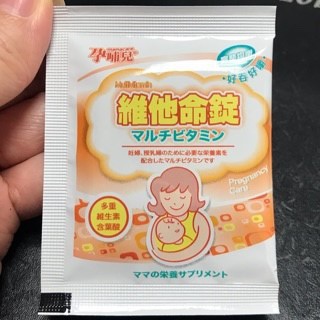 孕哺兒
好吞好棒
維他命錠
マルチビタミン
妊婦、授乳婦のために必要な栄養素を
配合したマルチビタミンです
Pregnancy
Care
多重
維生素
含葉酸
ママの栄養サプリメント